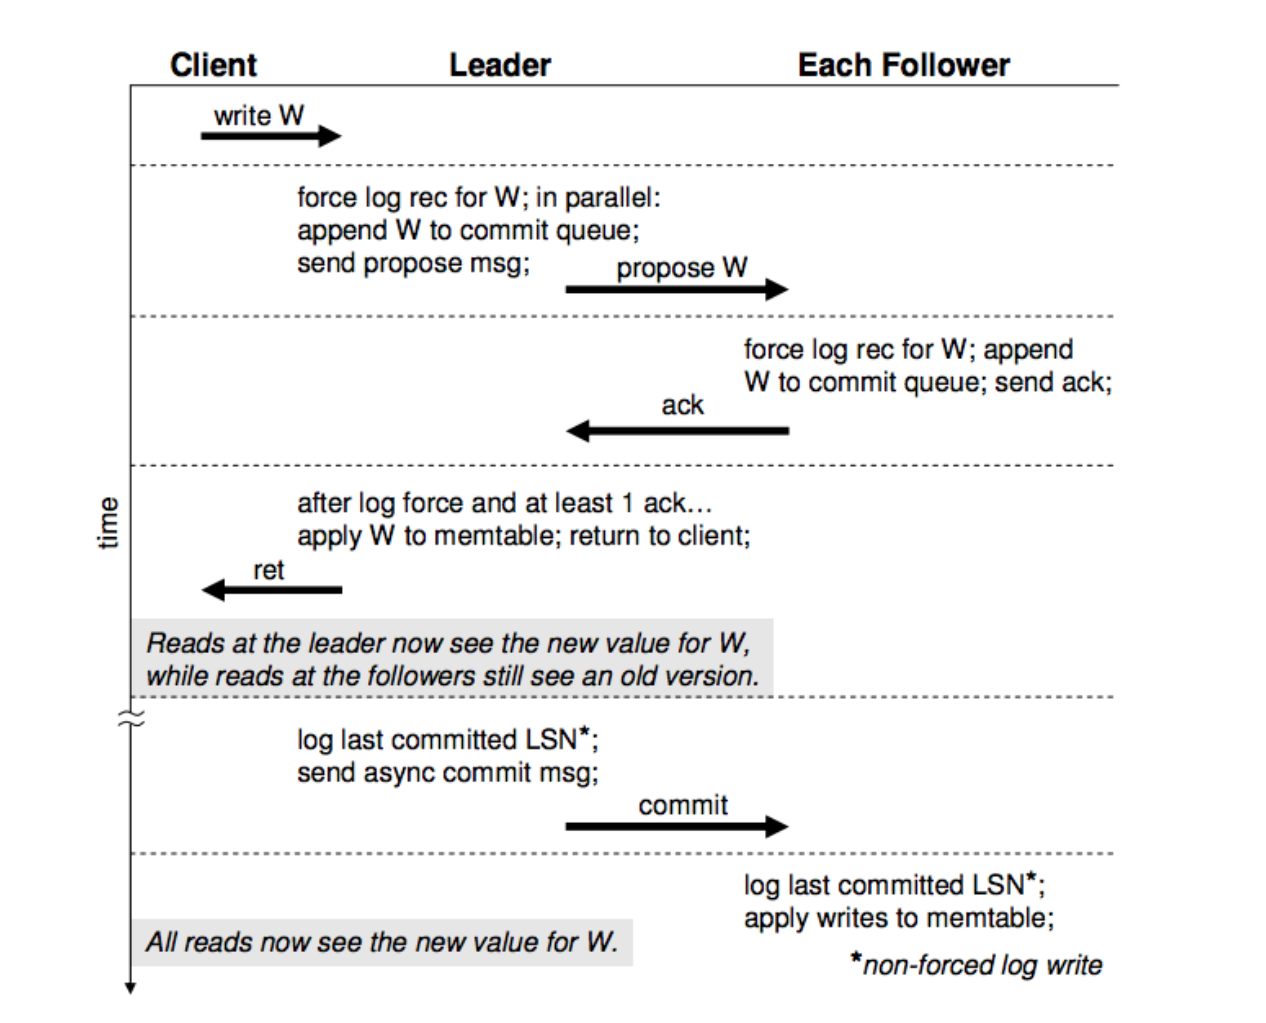 Client Leader Each Follower
write W
force log rec for W; in parallel:
append W to commit queue;
send propose msg;
propose W
force log rec for W; append
W to commit queue; send ack;
ack
time
after log force and at least 1 ack...
apply W to memtable; return to client;
ret
Reads at the leader now see the new value for W,
while reads at the followers still see an old version.
log last committed LSN*;
send async commit msg;
commit
log last committed LSN*;
apply writes to memtable;
All reads now see the new value for W.
*non-forced log write